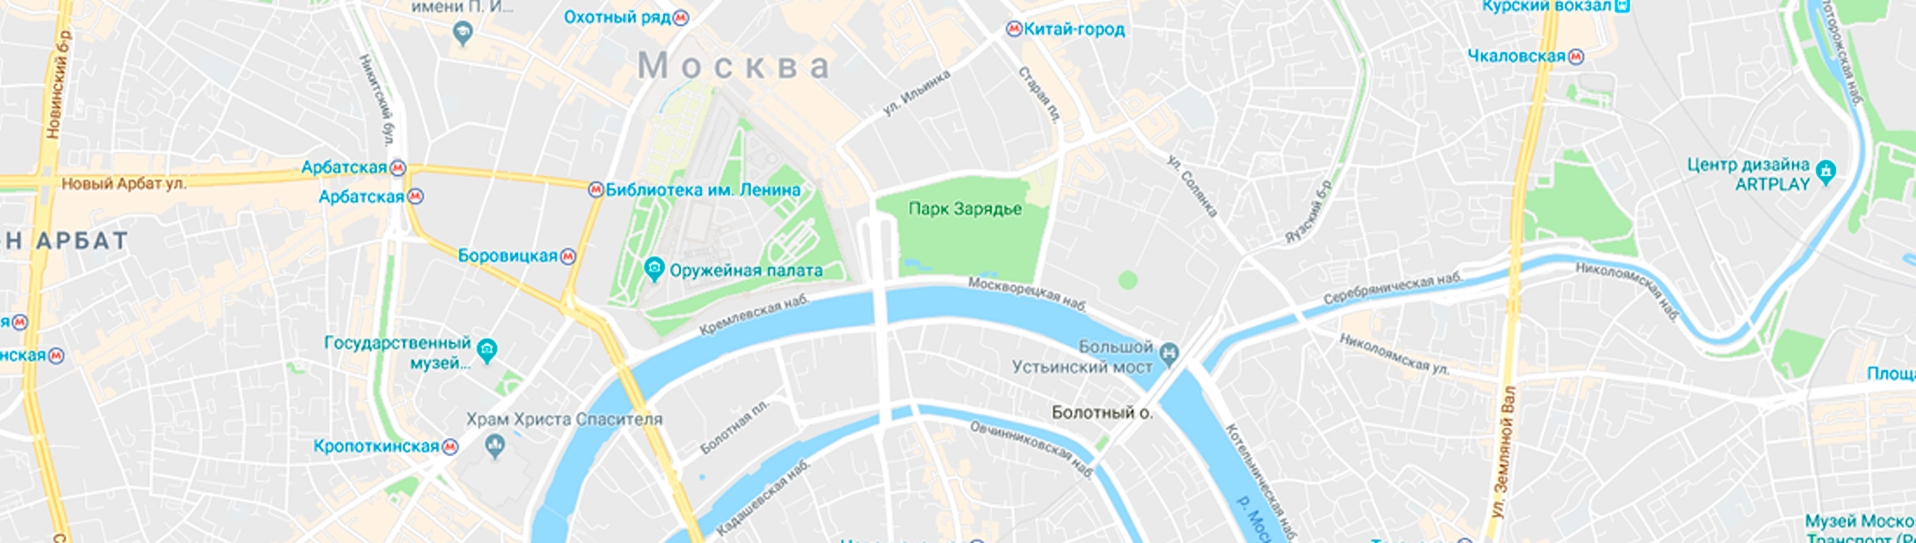 имени П. И...
Охотный ряд
Китай-город
Курский вокзал
Москва
Чкаловская
Новинский б-р
Никитский бул.
ул. Ильинка
Старая пл.
Арбатская
Библиотека им. Ленина
Новый Арбат ул.
Арбатская
Центр дизайна
ARTPLAY
ул. Солянка
Парк Зарядье
Яузский б-р
Н АРБАТ
Боровицкая
Оружейная палата
Кремлевская наб.
Москворецкая наб.
Серебряническая наб.
Николоямская наб.
Государственный
музей...
Большой
Устьинский мост
Николоямская ул.
Болотная пл.
Болотный о.
Храм Христа Спасителя
Кропоткинская
Овчинниковская наб.
Кадашевская наб.
Котельническая наб.
ул. Земляной Вал
Музей Моско